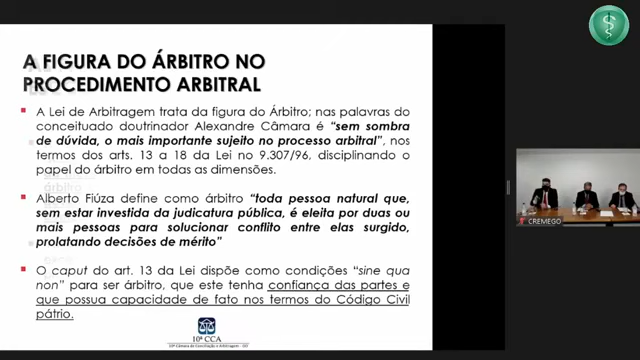 A FIGURA DO ÁRBITRO NO
PROCEDIMENTO ARBITRAL
A Lei de Arbitragem trata da figura do Árbitro; nas palavras do
conceituado doutrinador Alexandre Câmara é “sem sombra
de dúvida, o mais importante sujeito no processo arbitral”, nos
termos dos arts. 13 a 18 da Lei no 9.307/96, disciplinando o
papel do árbitro em todas as dimensões.
Alberto Fiúza define como árbitro “toda pessoa natural que,
sem estar investida da judicatura pública, é eleita por duas ou
mais pessoas para solucionar conflito entre elas surgido,
prolatando decisões de mérito”
O caput do art. 13 da Lei dispõe como condições “sine qua
non” para ser árbitro, que este tenha confiança das partes e
que possua capacidade de fato nos termos do Código Civil
pátrio.
10ª CCA
10ª Câmara de Conciliação e Arbitragem - GO
CREMEGO